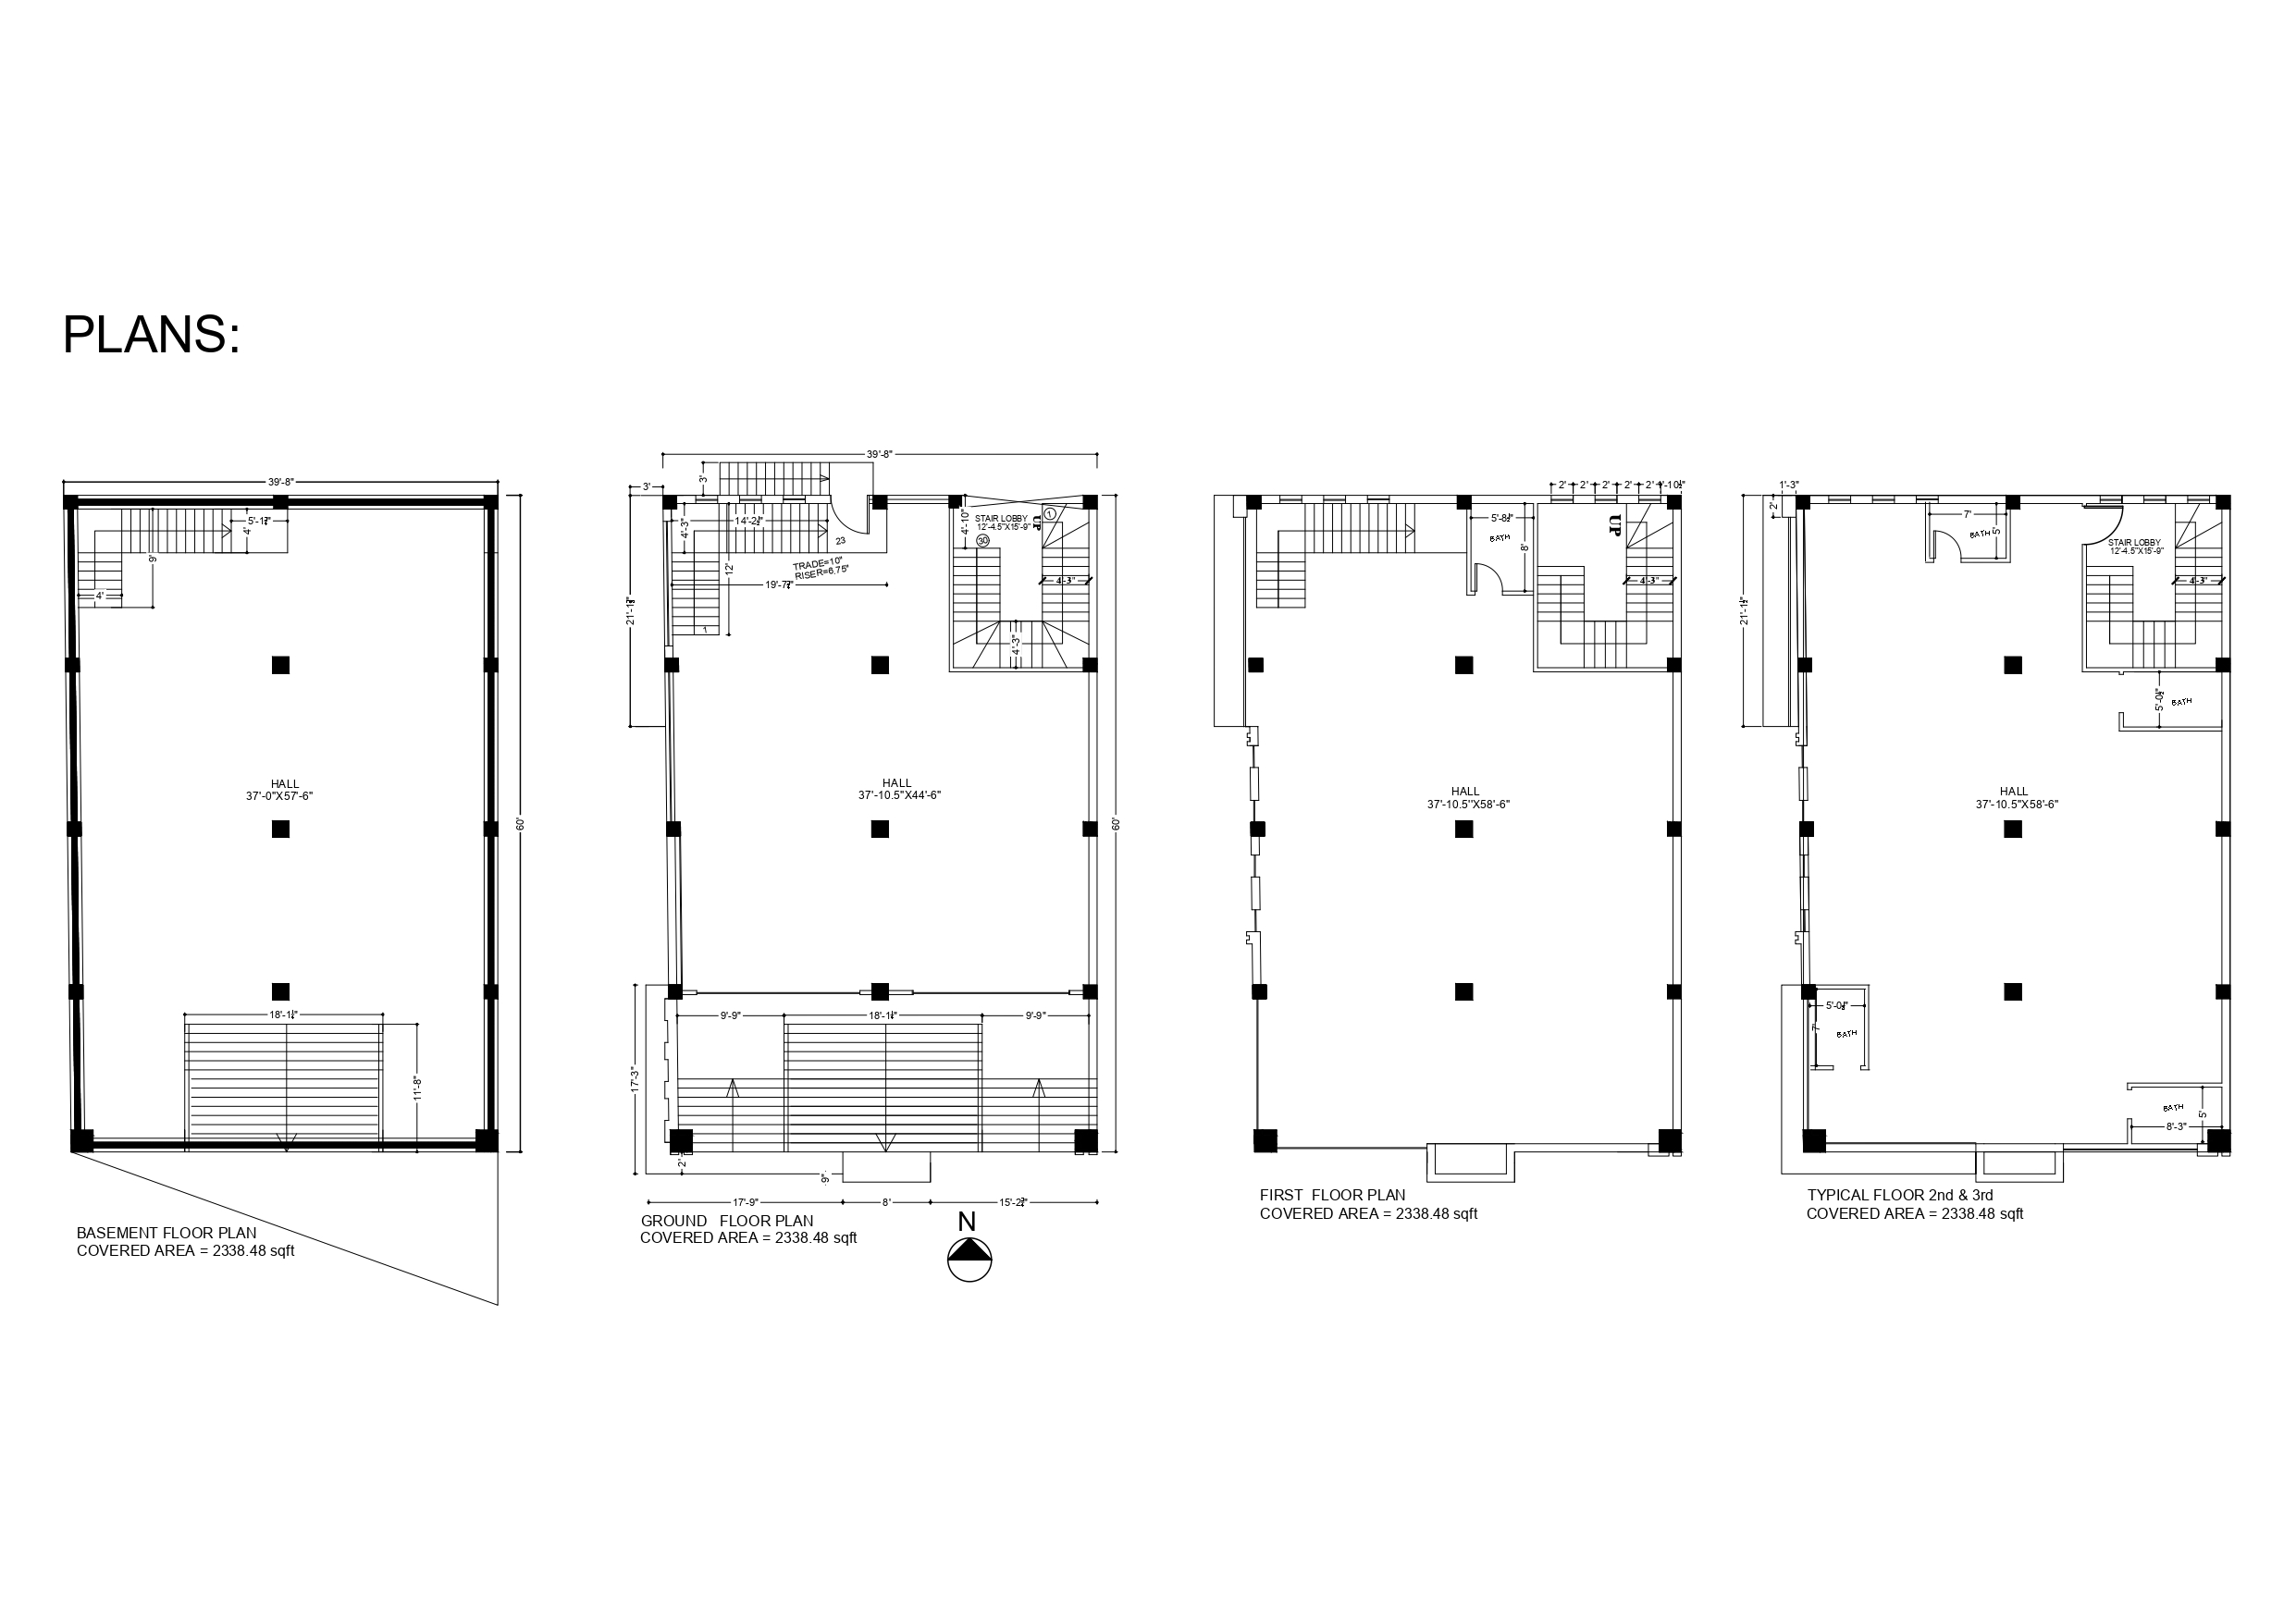 PLANS:
39'-8"
5'-1½"
4'
9'
4'
60'
HALL
37'-0"X57'-6"
18'-1½"
11'-8"
BASEMENT FLOOR PLAN
COVERED AREA = 2338.48 sqft
39'-8"
3'
3'
14'-2½"
4'-3"
4'-10"
STAIR LOBBY
12'-4.5"X15'-9"
UP
1
30
23
TRADE=10"
RISER=6.75"
12'
19'-7½"
4'-3"
4'-3"
1
60'
HALL
37'-10.5"X44'-6"
9'-9"
18'-1½"
9'-9"
17'-3"
2'
9"
17'-9"
8'
GROUND FLOOR PLAN
COVERED AREA = 2338.48 sqft
N
2'
2'
2'
2'
2'
1'-10½"
5'-8½"
BATH
8'
UP
4'-3"
HALL
37'-10.5"X58'-6"
FIRST FLOOR PLAN
COVERED AREA = 2338.48 sqft
1'-3"
2'
7'
5'
BATH
STAIR LOBBY
12'-4.5"X15'-9"
4'-3"
21'-1½"
5'-0½"
BATH
HALL
37'-10.5"X58'-6"
5'-0½"
7'
BATH
BATH
5'
8'-3"
TYPICAL FLOOR 2nd & 3rd
COVERED AREA = 2338.48 sqft